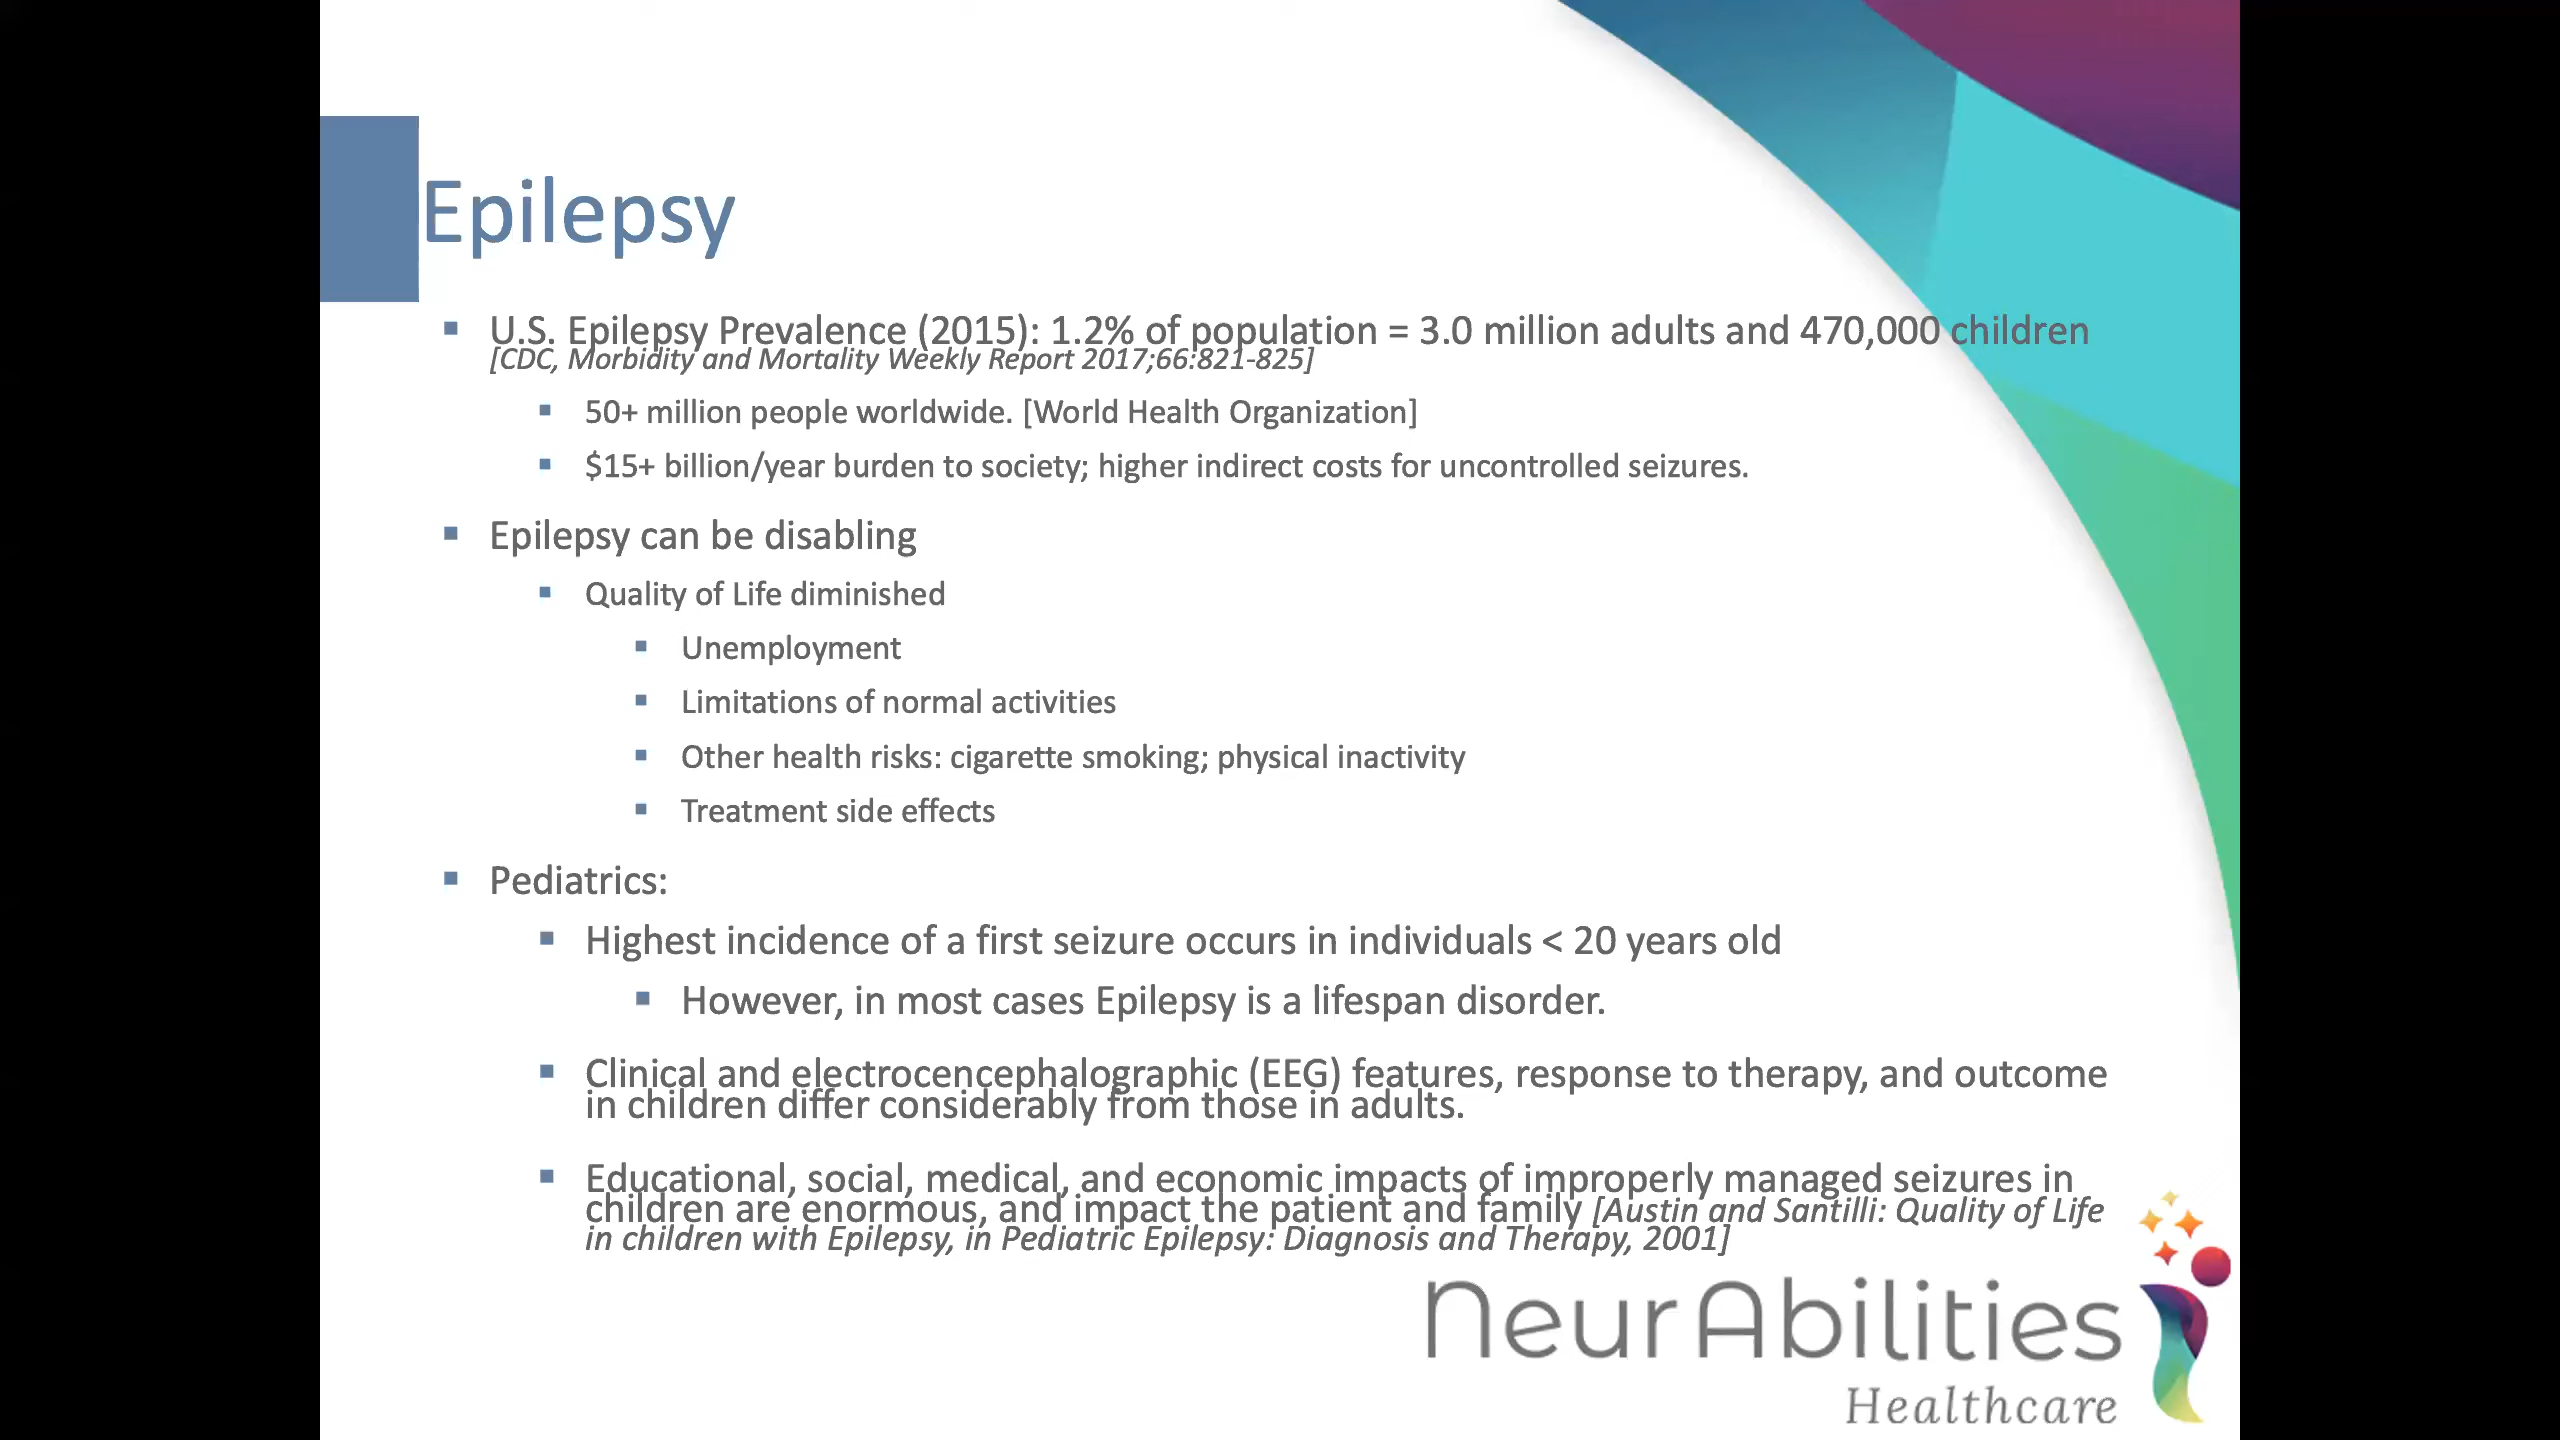 Epilepsy
U.S. Epilepsy Prevalence (2015): 1.2% of population = 3.0 million adults and 470,000 children
[CDC, Morbidity and Mortality Weekly Report 2017;66:821-825]
50+ million people worldwide. [World Health Organization]
$15+ billion/year burden to society; higher indirect costs for uncontrolled seizures.
Epilepsy can be disabling
Quality of Life diminished
Unemployment
Limitations of normal activities
Other health risks: cigarette smoking; physical inactivity
Treatment side effects
Pediatrics:
Highest incidence of a first seizure occurs in individuals < 20 years old
However, in most cases Epilepsy is a lifespan disorder.
Clinical and electrocencephalographic (EEG) features, response to therapy, and outcome
in children differ considerably from those in adults.
Educational, social, medical, and economic impacts of improperly managed seizures in
children are enormous, and impact the patient and family [Austin and Santilli: Quality of Life
in children with Epilepsy, in Pediatric Epilepsy: Diagnosis and Therapy, 2001]
NeurAbilities
Healthcare